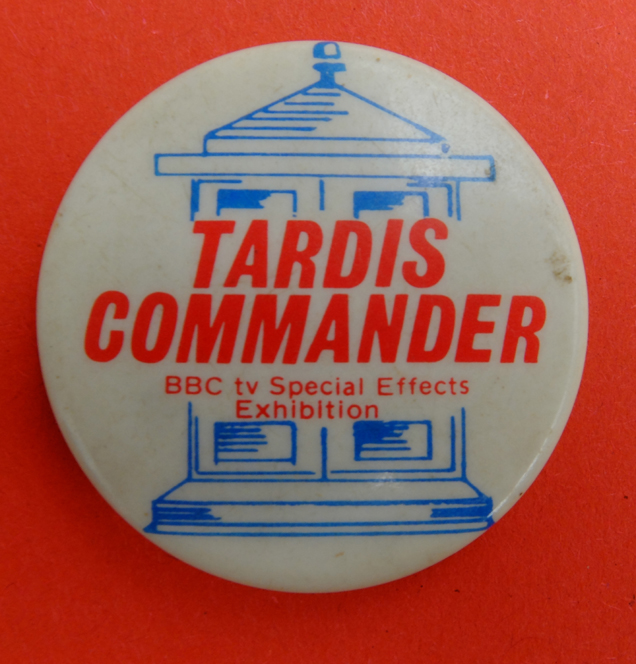 TARDIS
COMMANDER
BBC tv Special Effects
Exhibition